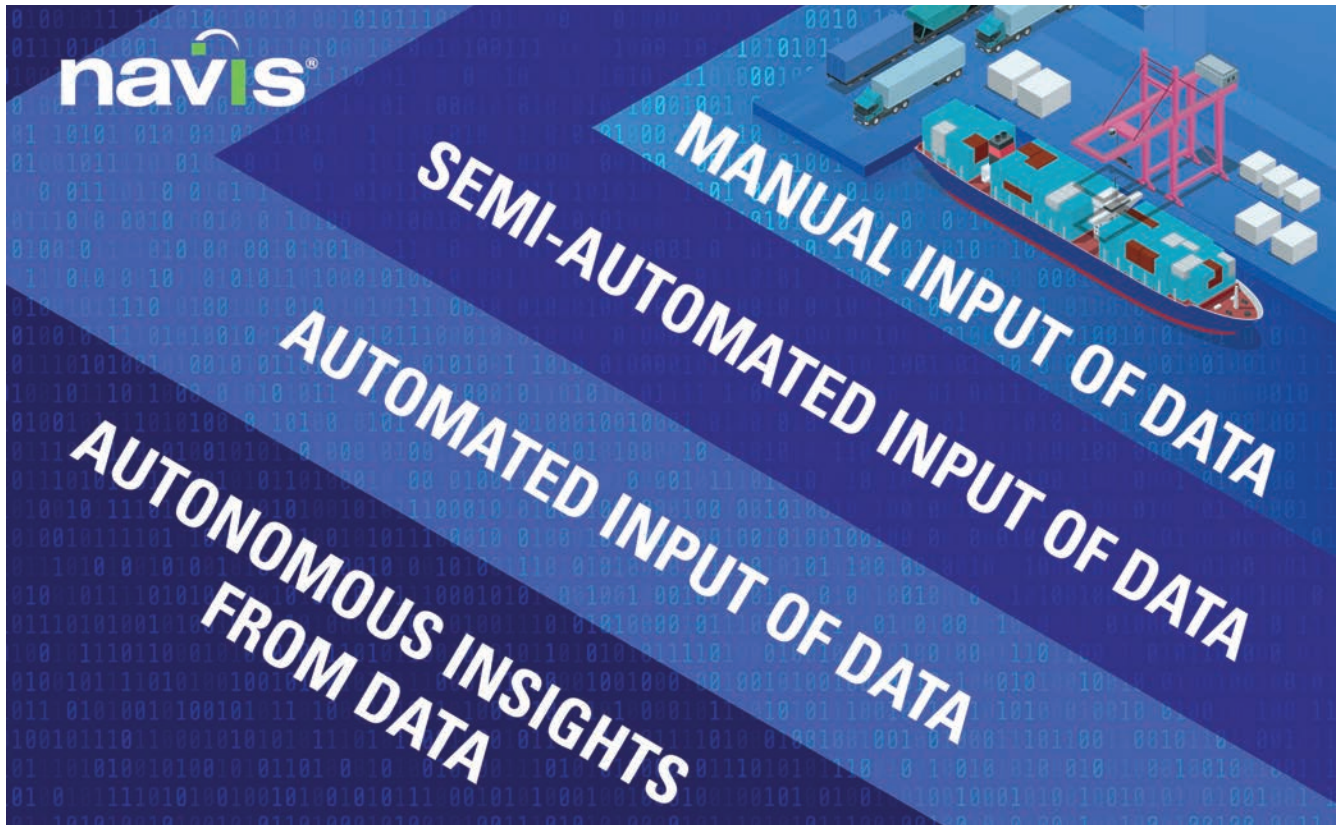 navis®
MANUAL INPUT OF DATA
SEMI-AUTOMATED INPUT OF DATA
AUTOMATED INPUT OF DATA
AUTONOMOUS INSIGHTS
FROM DATA